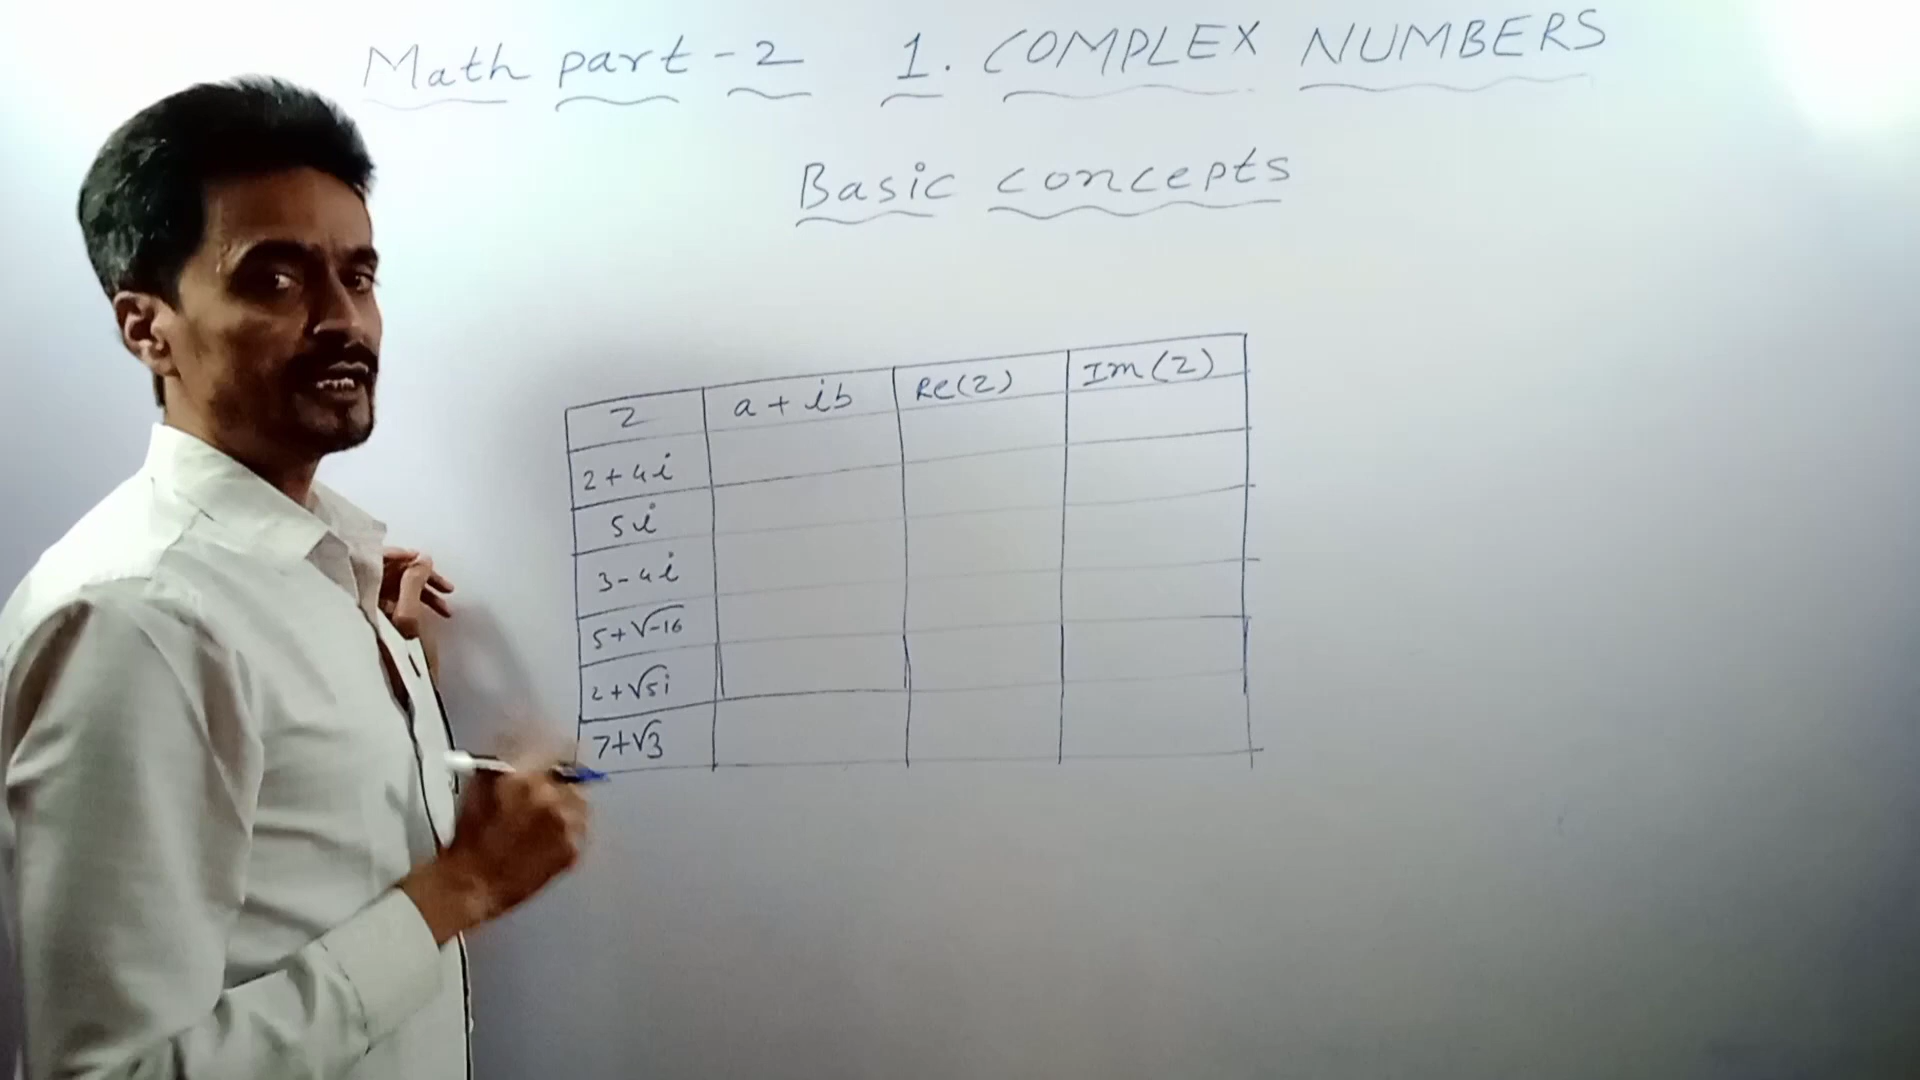 Math part - 2 1. COMPLEX NUMBERS
Basic concepts
z a + ib Re(z) Im(z)
2 + 4i
5i
3 - 4i
5 + √-16
2 + √5i
7 + √3